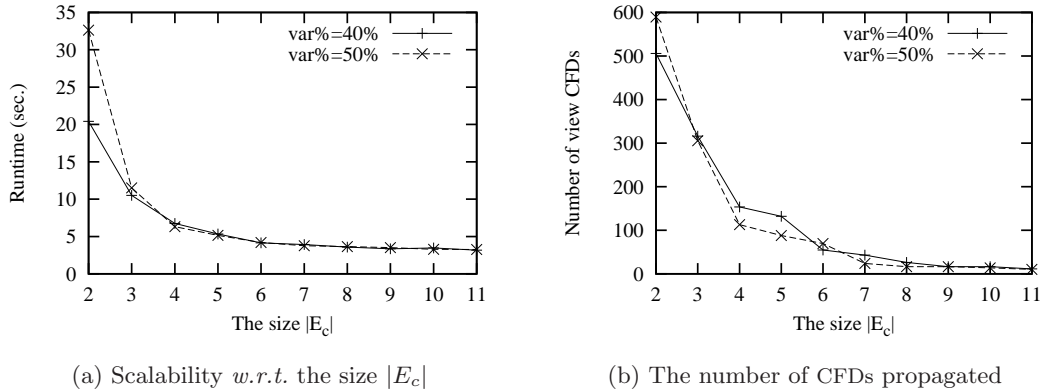 35
30
25
20
15
10
5
0
Runtime (sec.)
var%=40%
var%=50%
2 3 4 5 6 7 8 9 10 11
The size |E_c|
(a) Scalability w.r.t. the size |E_c|
600
500
400
300
200
100
0
Number of view CFDs
var%=40%
var%=50%
2 3 4 5 6 7 8 9 10 11
The size |E_c|
(b) The number of CFDs propagated